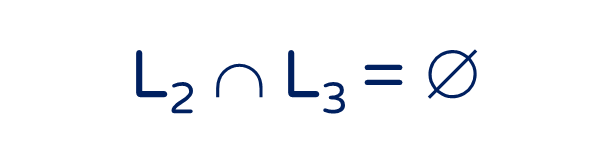 L₂ ∩ L₃ = ∅